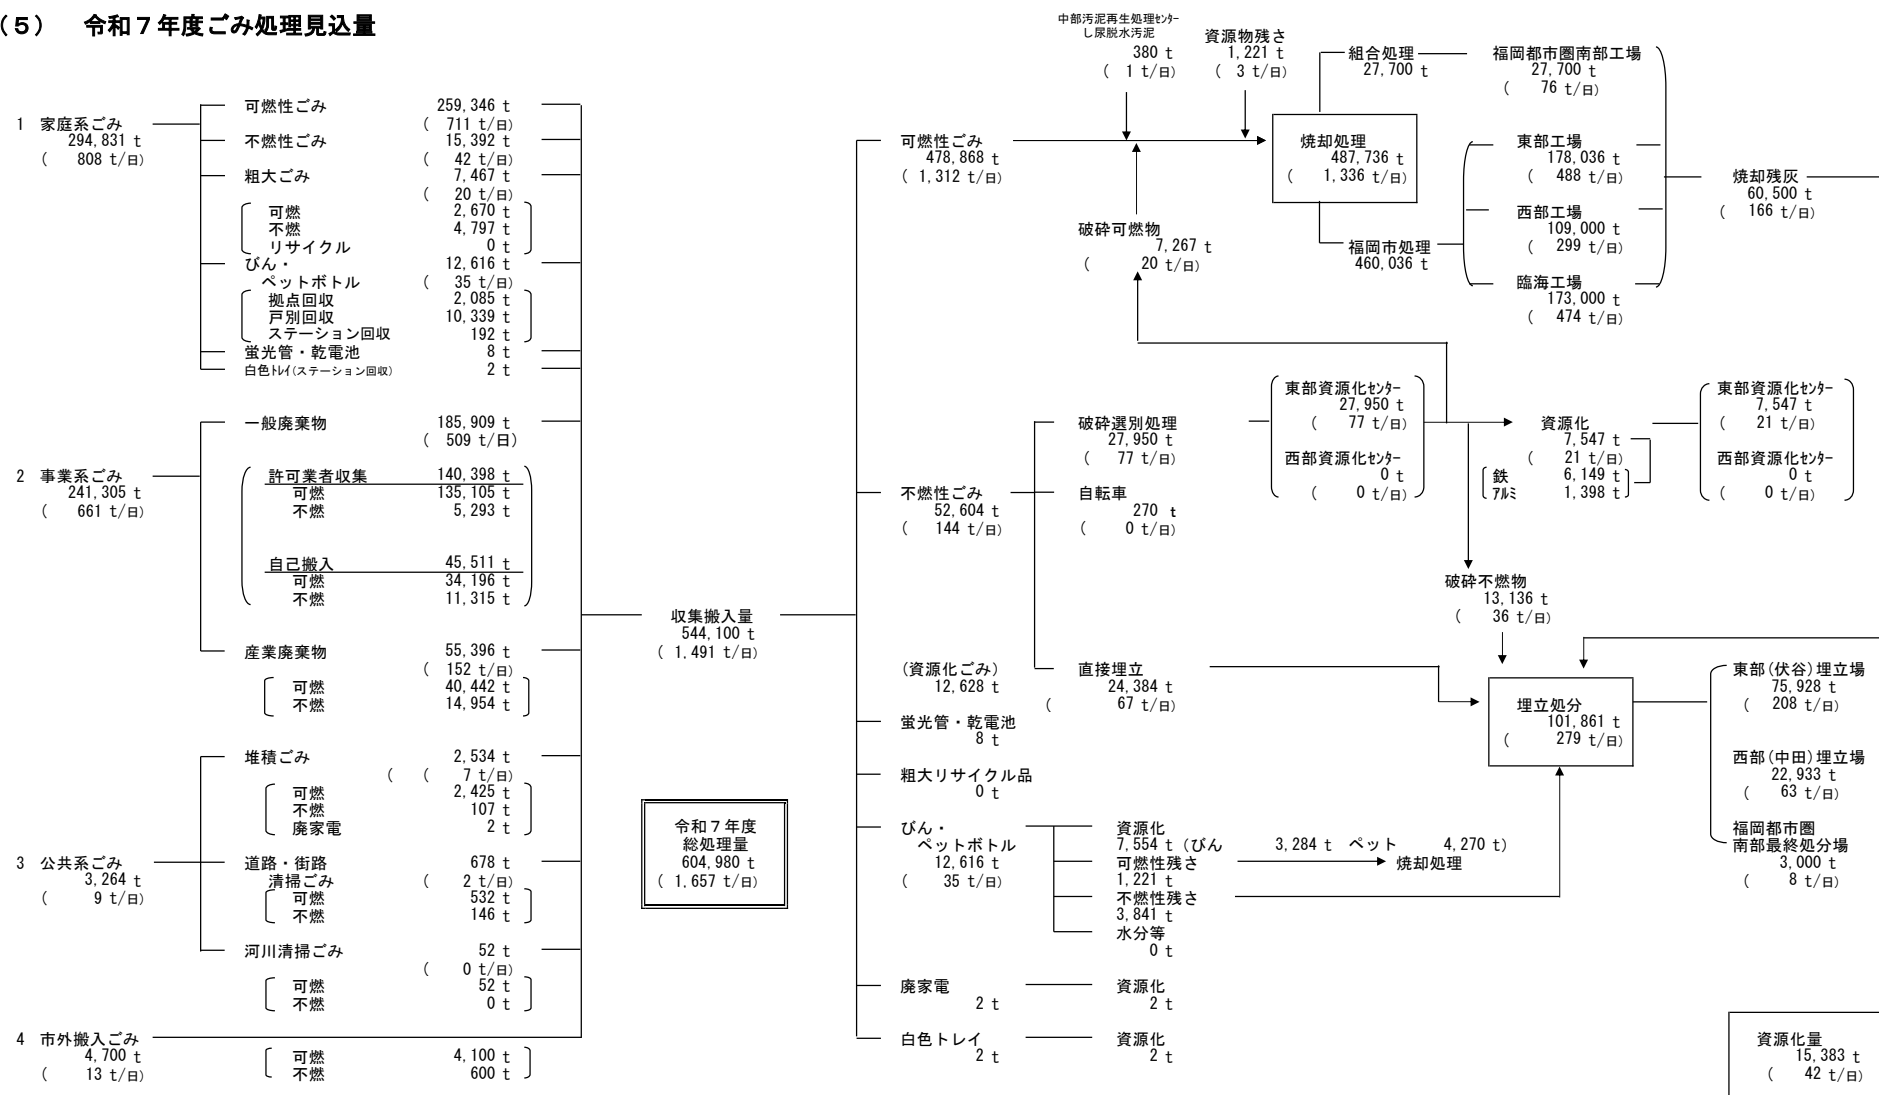 （５）　令和７年度ごみ処理見込量
1 家庭系ごみ
294,831 t
( 808 t/日)
可燃性ごみ 259,346 t
( 711 t/日)
不燃性ごみ 15,392 t
( 42 t/日)
粗大ごみ 7,467 t
( 20 t/日)
可燃 2,670 t
不燃 4,797 t
リサイクル 0 t
びん・ 12,616 t
ペットボトル ( 35 t/日)
拠点回収 2,085 t
戸別回収 10,339 t
ステーション回収 192 t
蛍光管・乾電池 8 t
白色ﾄﾚｲ(ステーション回収) 2 t
2 事業系ごみ
241,305 t
( 661 t/日)
一般廃棄物 185,909 t
( 509 t/日)
許可業者収集 140,398 t
可燃 135,105 t
不燃 5,293 t
自己搬入 45,511 t
可燃 34,196 t
不燃 11,315 t
産業廃棄物 55,396 t
( 152 t/日)
可燃 40,442 t
不燃 14,954 t
3 公共系ごみ
3,264 t
( 9 t/日)
堆積ごみ 2,534 t
( ( 7 t/日)
可燃 2,425 t
不燃 107 t
廃家電 2 t
道路・街路 678 t
清掃ごみ ( 2 t/日)
可燃 532 t
不燃 146 t
河川清掃ごみ 52 t
( 0 t/日)
可燃 52 t
不燃 0 t
4 市外搬入ごみ
4,700 t
( 13 t/日)
可燃 4,100 t
不燃 600 t
収集搬入量
544,100 t
( 1,491 t/日)
令和７年度
総処理量
604,980 t
( 1,657 t/日)
可燃性ごみ
478,868 t
( 1,312 t/日)
中部汚泥再生処理ｾﾝﾀｰ
し尿脱水汚泥
380 t
( 1 t/日)
資源物残さ
1,221 t
( 3 t/日)
破砕可燃物
7,267 t
( 20 t/日)
焼却処理
487,736 t
( 1,336 t/日)
組合処理
27,700 t
福岡都市圏南部工場
27,700 t
( 76 t/日)
福岡市処理
460,036 t
東部工場
178,036 t
( 488 t/日)
西部工場
109,000 t
( 299 t/日)
臨海工場
173,000 t
( 474 t/日)
焼却残灰
60,500 t
( 166 t/日)
不燃性ごみ
52,604 t
( 144 t/日)
破砕選別処理
27,950 t
( 77 t/日)
自転車
270 t
( 0 t/日)
東部資源化ｾﾝﾀｰ
27,950 t
( 77 t/日)
西部資源化ｾﾝﾀｰ
0 t
( 0 t/日)
資源化
7,547 t
( 21 t/日)
鉄 6,149 t
ｱﾙﾐ 1,398 t
東部資源化ｾﾝﾀｰ
7,547 t
( 21 t/日)
西部資源化ｾﾝﾀｰ
0 t
( 0 t/日)
破砕不燃物
13,136 t
( 36 t/日)
直接埋立
24,384 t
( 67 t/日)
埋立処分
101,861 t
( 279 t/日)
東部(伏谷)埋立場
75,928 t
( 208 t/日)
西部(中田)埋立場
22,933 t
( 63 t/日)
福岡都市圏
南部最終処分場
3,000 t
( 8 t/日)
(資源化ごみ)
12,628 t
蛍光管・乾電池
8 t
粗大リサイクル品
0 t
びん・
ペットボトル
12,616 t
( 35 t/日)
資源化
7,554 t (びん 3,284 t ペット 4,270 t)
可燃性残さ 焼却処理
1,221 t
不燃性残さ
3,841 t
水分等
0 t
廃家電 資源化
2 t 2 t
白色トレイ 資源化
2 t 2 t
資源化量
15,383 t
( 42 t/日)